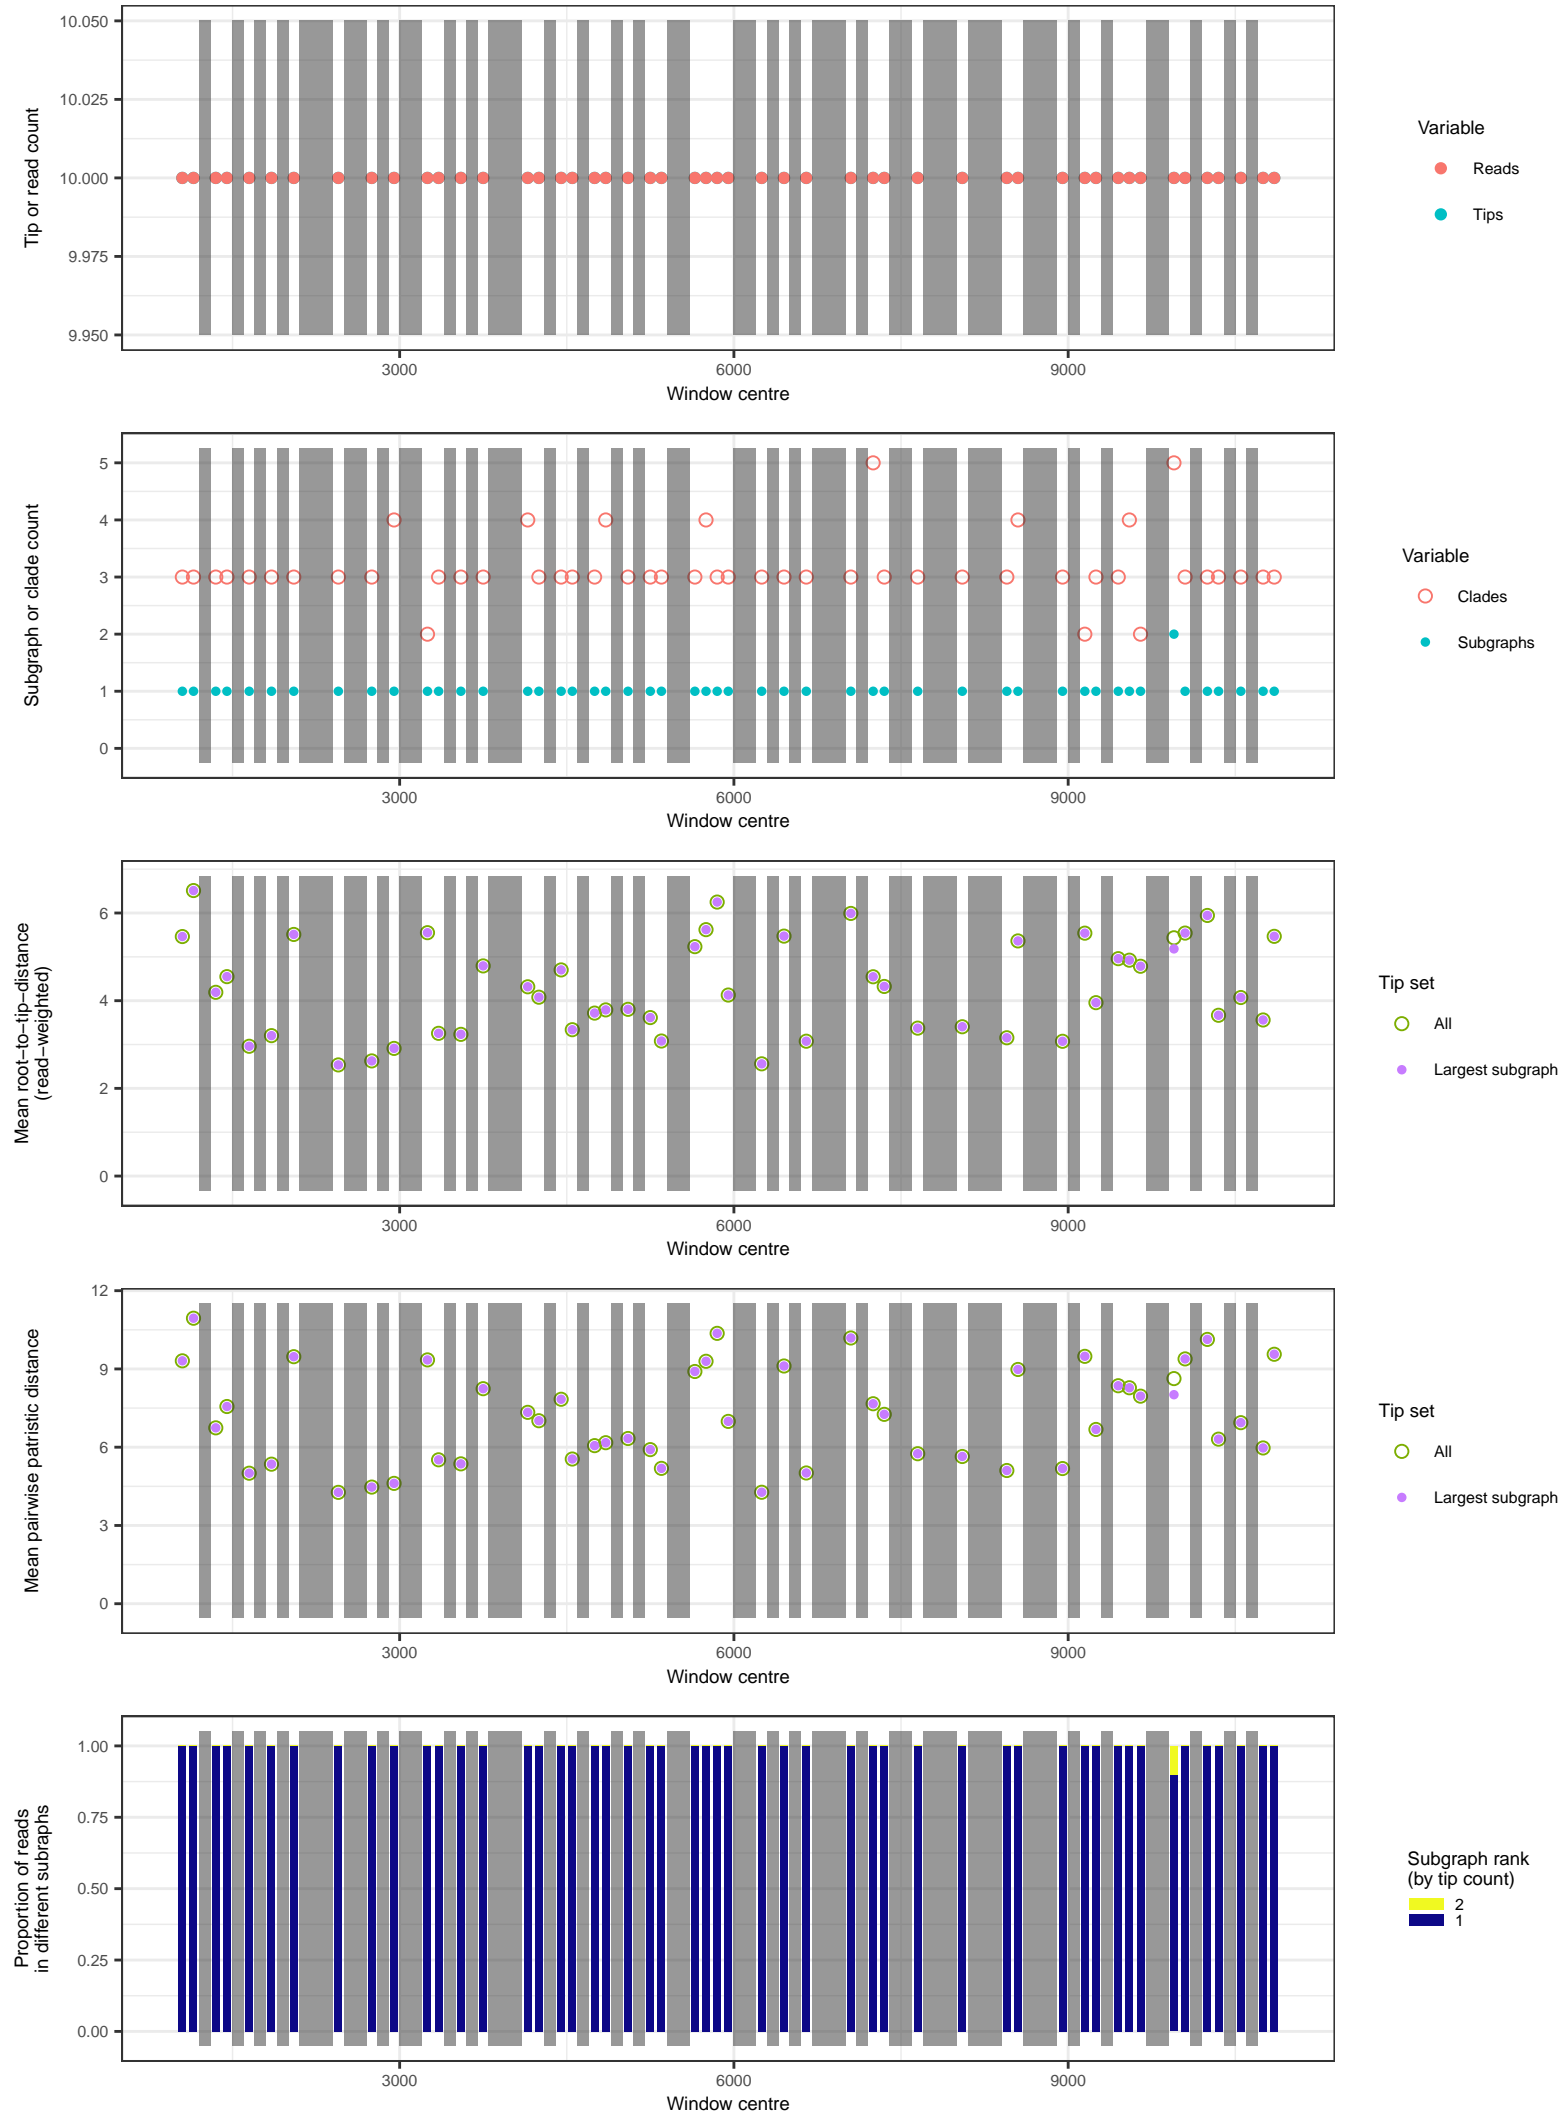 10.050
10.025
10.000
9.975
9.950
Tip or read count
3000
6000
9000
Window centre
Variable
Reads
Tips
5
4
3
2
1
0
Subgraph or clade count
3000
6000
9000
Window centre
Variable
Clades
Subgraphs
6
4
2
0
Mean root−to−tip−distance
(read−weighted)
3000
6000
9000
Window centre
Tip set
All
Largest subgraph
12
9
6
3
0
Mean pairwise patristic distance
3000
6000
9000
Window centre
Tip set
All
Largest subgraph
1.00
0.75
0.50
0.25
0.00
Proportion of reads
in different subraphs
3000
6000
9000
Window centre
Subgraph rank
(by tip count)
2
1